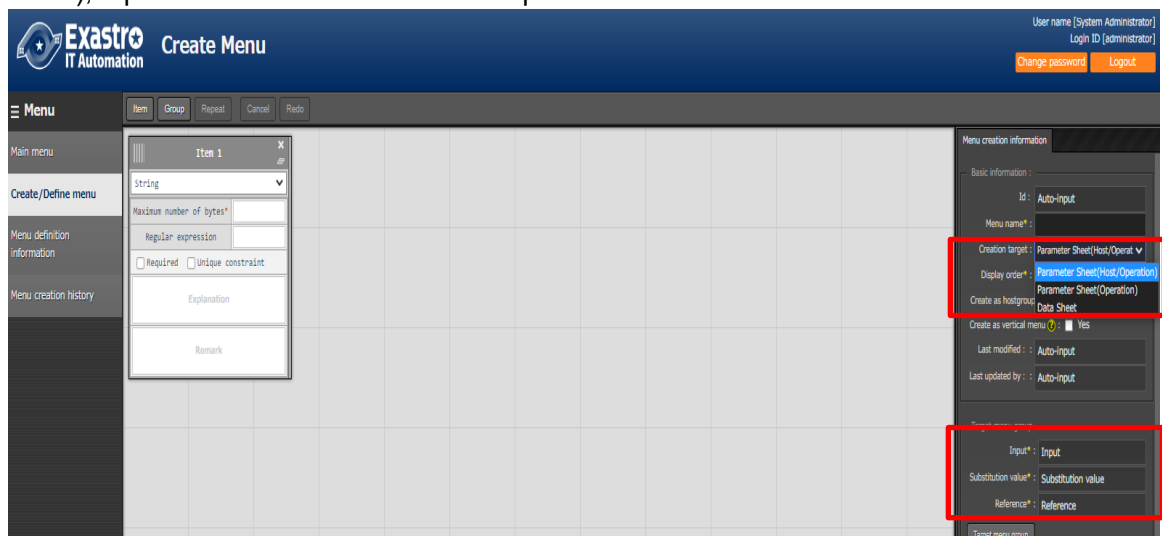 User name [System Administrator]
Login ID [administrator]
Exastro
IT Automation
Create Menu
Change password
Logout
Menu
Item Group Repeat Cancel Redo
Main menu
Create/Define menu
Menu definition
information
Menu creation history
Item 1
X
String
Maximum number of bytes*
Regular expression
Required Unique constraint
Explanation
Remark
Menu creation information
Basic information :
Id : Auto-input
Menu name* :
Creation target : Parameter Sheet(Host/Operat
Display order* :
Parameter Sheet(Host/Operation)
Parameter Sheet(Operation)
Create as hostgroup
Data Sheet
Create as vertical menu ? : Yes
Last modified : : Auto-input
Last updated by : : Auto-input
Input* : Input
Substitution value* : Substitution value
Reference* : Reference
Target menu group